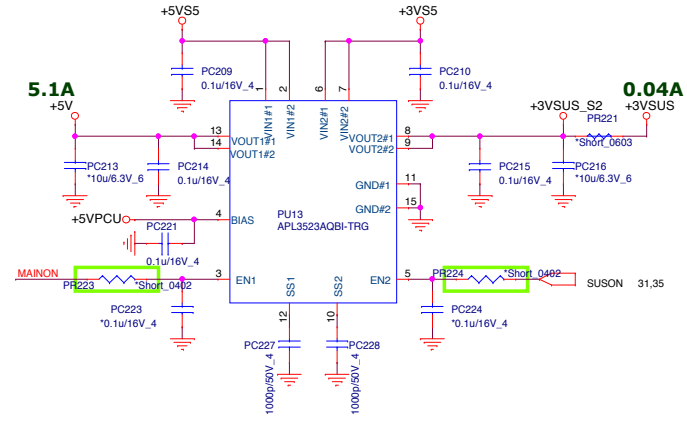 +5VS5
+3VS5
PC209
0.1u/16V_4
PC210
0.1u/16V_4
1
2
6
7
VIN1#1
VIN1#2
VIN2#1
VIN2#2
5.1A
+5V
0.04A
+3VSUS_S2
+3VSUS
PR221
*Short_0603
13
14
VOUT1#1
VOUT1#2
8
9
VOUT2#1
VOUT2#2
PC213
*10u/6.3V_6
PC214
0.1u/16V_4
PC215
0.1u/16V_4
PC216
*10u/6.3V_6
11
GND#1
15
GND#2
+5VPCU
4
BIAS
PU13
APL3523AQBI-TRG
PC221
0.1u/16V_4
MAINON
PR223
*Short_0402
3
EN1
5
EN2
PR224
*Short_0402
SUSON
31,35
PC223
*0.1u/16V_4
PC224
*0.1u/16V_4
SS1
SS2
12
10
PC227
1000p/50V_4
PC228
1000p/50V_4